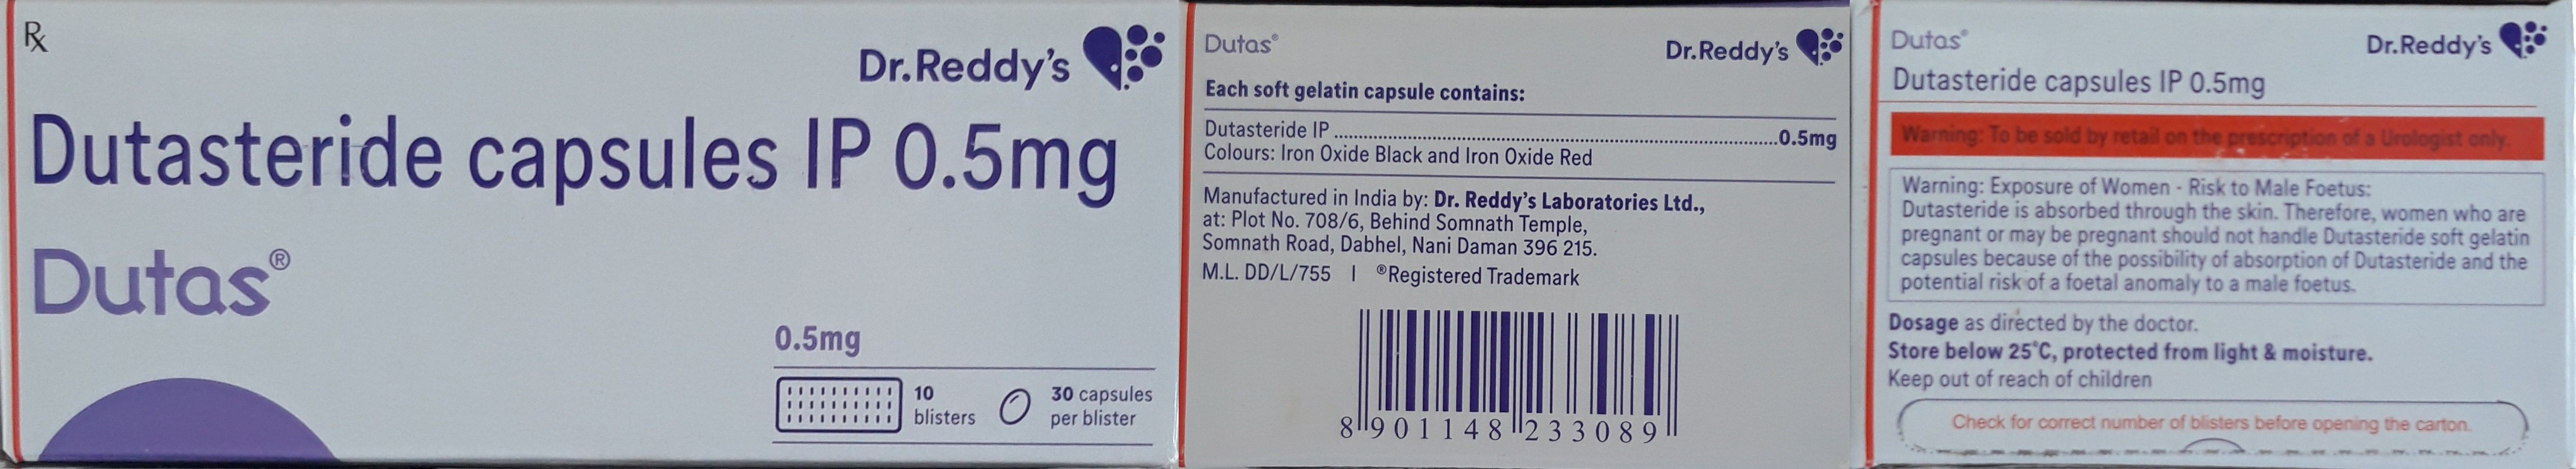 Rx
Dr.Reddy's
Dutasteride capsules IP 0.5mg
Dutas®
0.5mg
10 blisters
30 capsules per blister
Dutas®
Dr.Reddy's
Each soft gelatin capsule contains:
Dutasteride IP ........................................................................0.5mg
Colours: Iron Oxide Black and Iron Oxide Red
Manufactured in India by: Dr. Reddy's Laboratories Ltd.,
at: Plot No. 708/6, Behind Somnath Temple,
Somnath Road, Dabhel, Nani Daman 396 215.
M.L. DD/L/755 | ®Registered Trademark
8 901148 233089
Dutas®
Dr.Reddy's
Dutasteride capsules IP 0.5mg
Warning: To be sold by retail on the prescription of a Urologist only.
Warning: Exposure of Women - Risk to Male Foetus:
Dutasteride is absorbed through the skin. Therefore, women who are
pregnant or may be pregnant should not handle Dutasteride soft gelatin
capsules because of the possibility of absorption of Dutasteride and the
potential risk of a foetal anomaly to a male foetus.
Dosage as directed by the doctor.
Store below 25°C, protected from light & moisture.
Keep out of reach of children
Check for correct number of blisters before opening the carton.